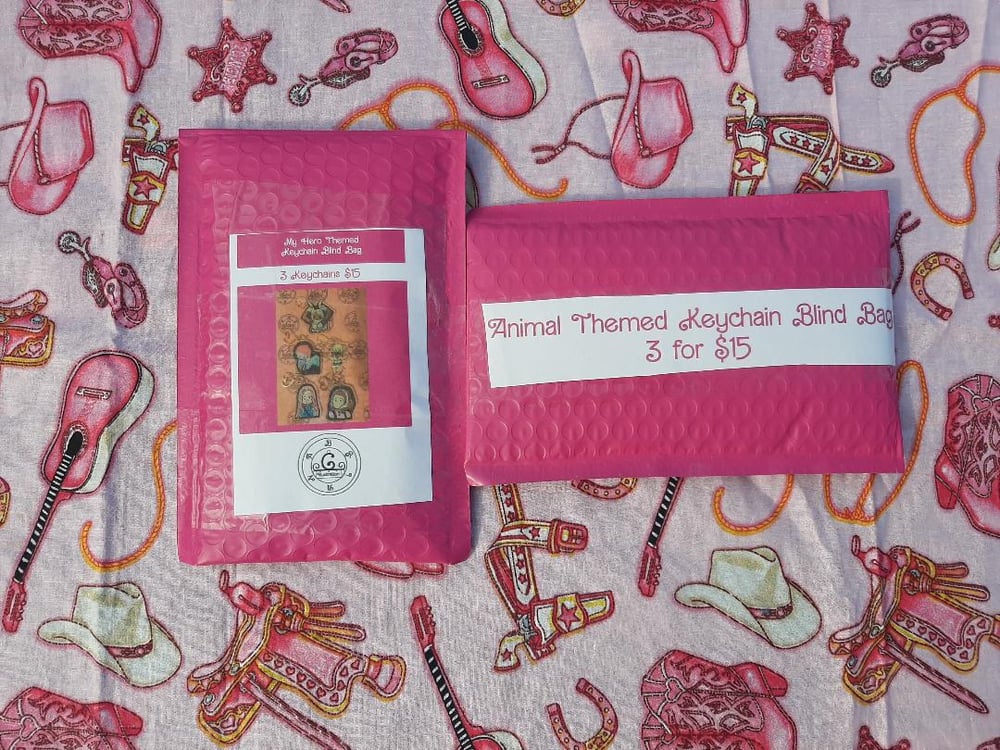 My Hero Themed
Keychain Blind Bag
3 Keychains $15
G
Animal Themed Keychain Blind Bag
3 for $15